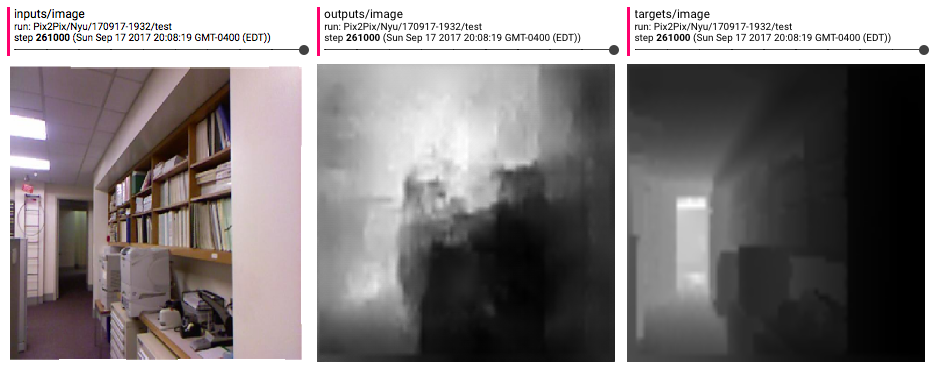 inputs/image
run: Pix2Pix/Nyu/170917-1932/test
step 261000 (Sun Sep 17 2017 20:08:19 GMT-0400 (EDT))
outputs/image
run: Pix2Pix/Nyu/170917-1932/test
step 261000 (Sun Sep 17 2017 20:08:19 GMT-0400 (EDT))
targets/image
run: Pix2Pix/Nyu/170917-1932/test
step 261000 (Sun Sep 17 2017 20:08:19 GMT-0400 (EDT))